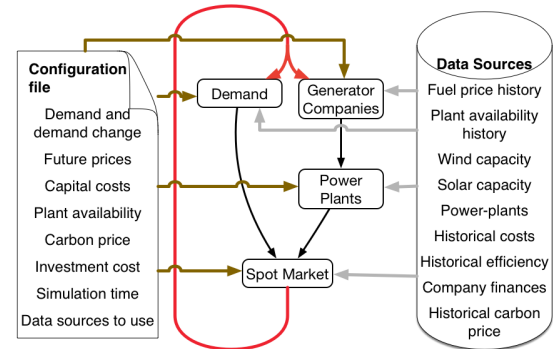 Configuration
file
Demand and
demand change
Future prices
Capital costs
Plant availability
Carbon price
Investment cost
Simulation time
Data sources to use
Demand
Generator
Companies
Power
Plants
Spot Market
Data Sources
Fuel price history
Plant availability
history
Wind capacity
Solar capacity
Power-plants
Historical costs
Historical efficiency
Company finances
Historical carbon
price